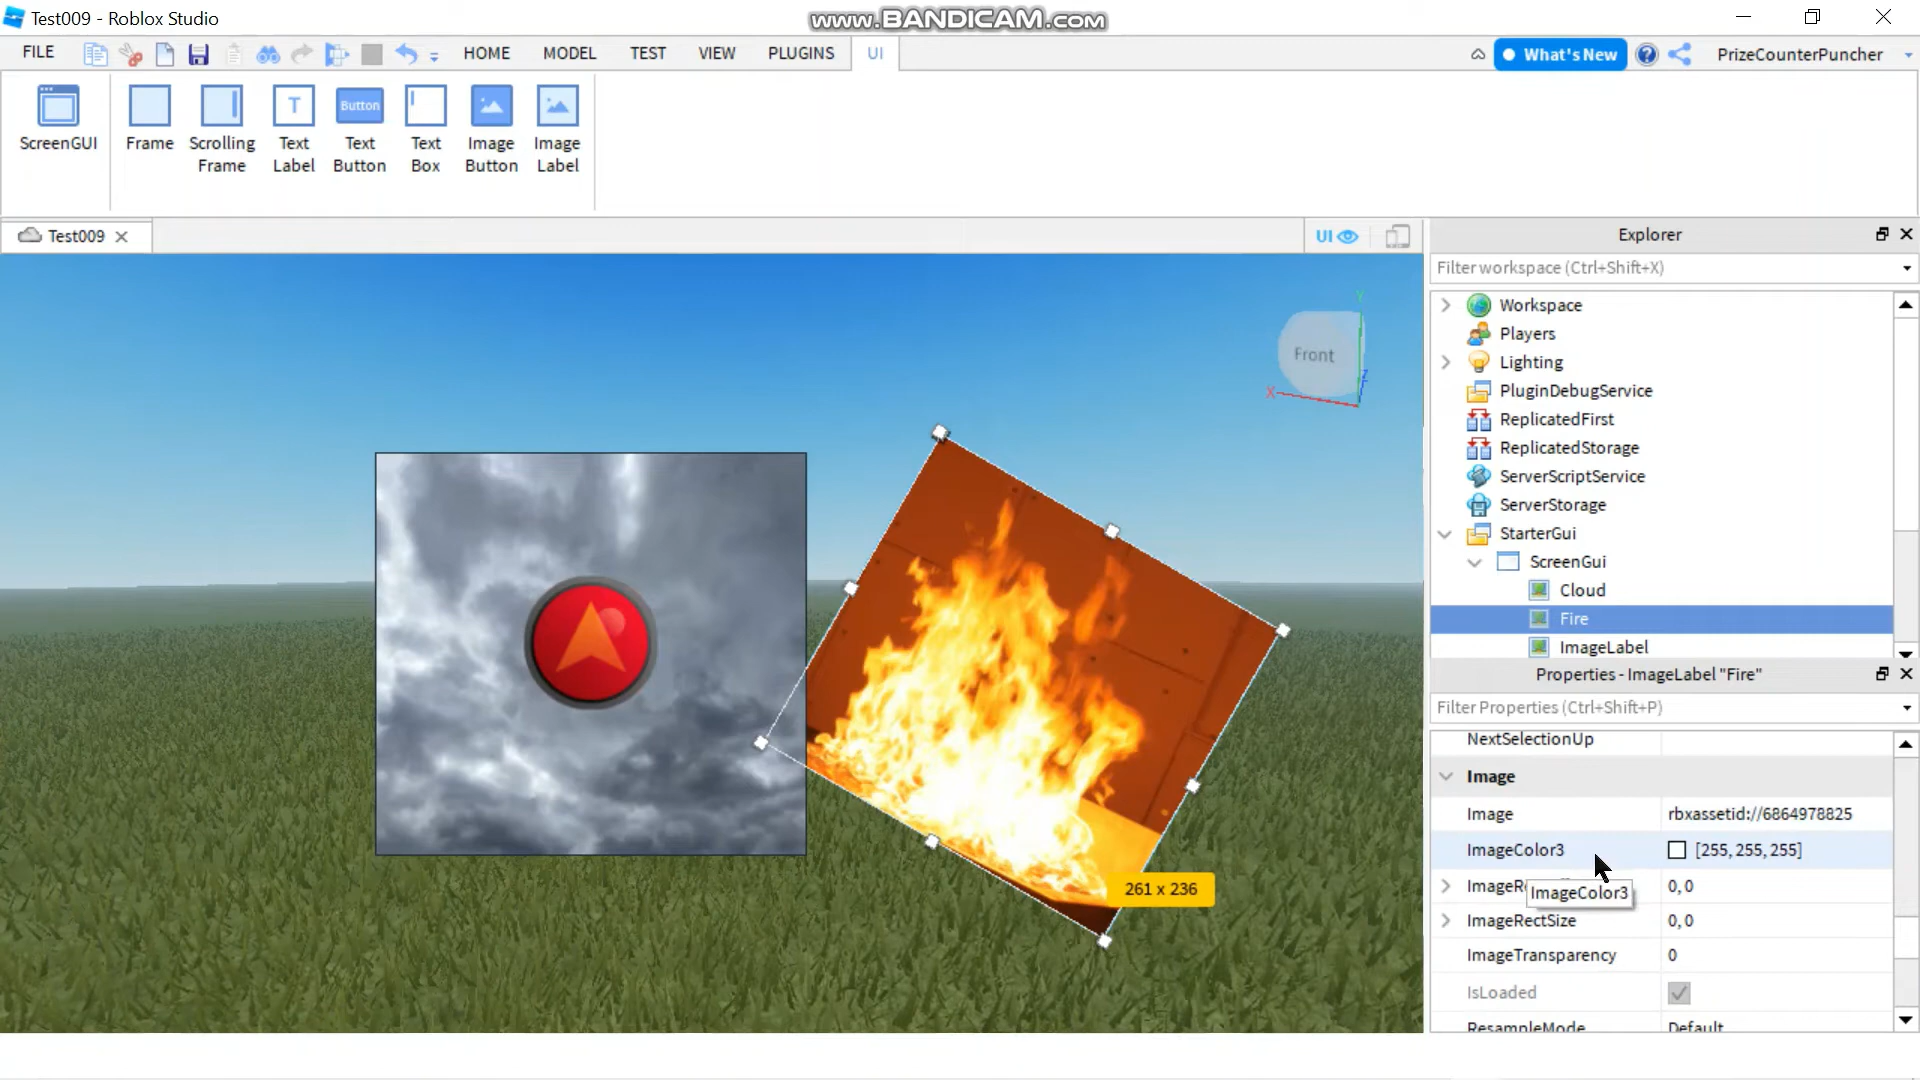 Test009 - Roblox Studio
www.BANDICAM.com
FILE
HOME
MODEL
TEST
VIEW
PLUGINS
UI
What's New
PrizeCounterPuncher
ScreenGUI
Frame
Scrolling Frame
Text Label
Button
Text Button
Text Box
Image Button
Image Label
Test009
UI
Explorer
Filter workspace (Ctrl+Shift+X)
Workspace
Players
Lighting
PluginDebugService
ReplicatedFirst
ReplicatedStorage
ServerScriptService
ServerStorage
StarterGui
ScreenGui
Cloud
Fire
ImageLabel
Front
X
Y
Z
261 x 236
Properties - ImageLabel "Fire"
Filter Properties (Ctrl+Shift+P)
NextSelectionUp
Image
Image rbxassetid://6864978825
ImageColor3 [255, 255, 255]
0, 0
ImageColor3
ImageRectSize 0, 0
ImageTransparency 0
IsLoaded
ResampleMode Default